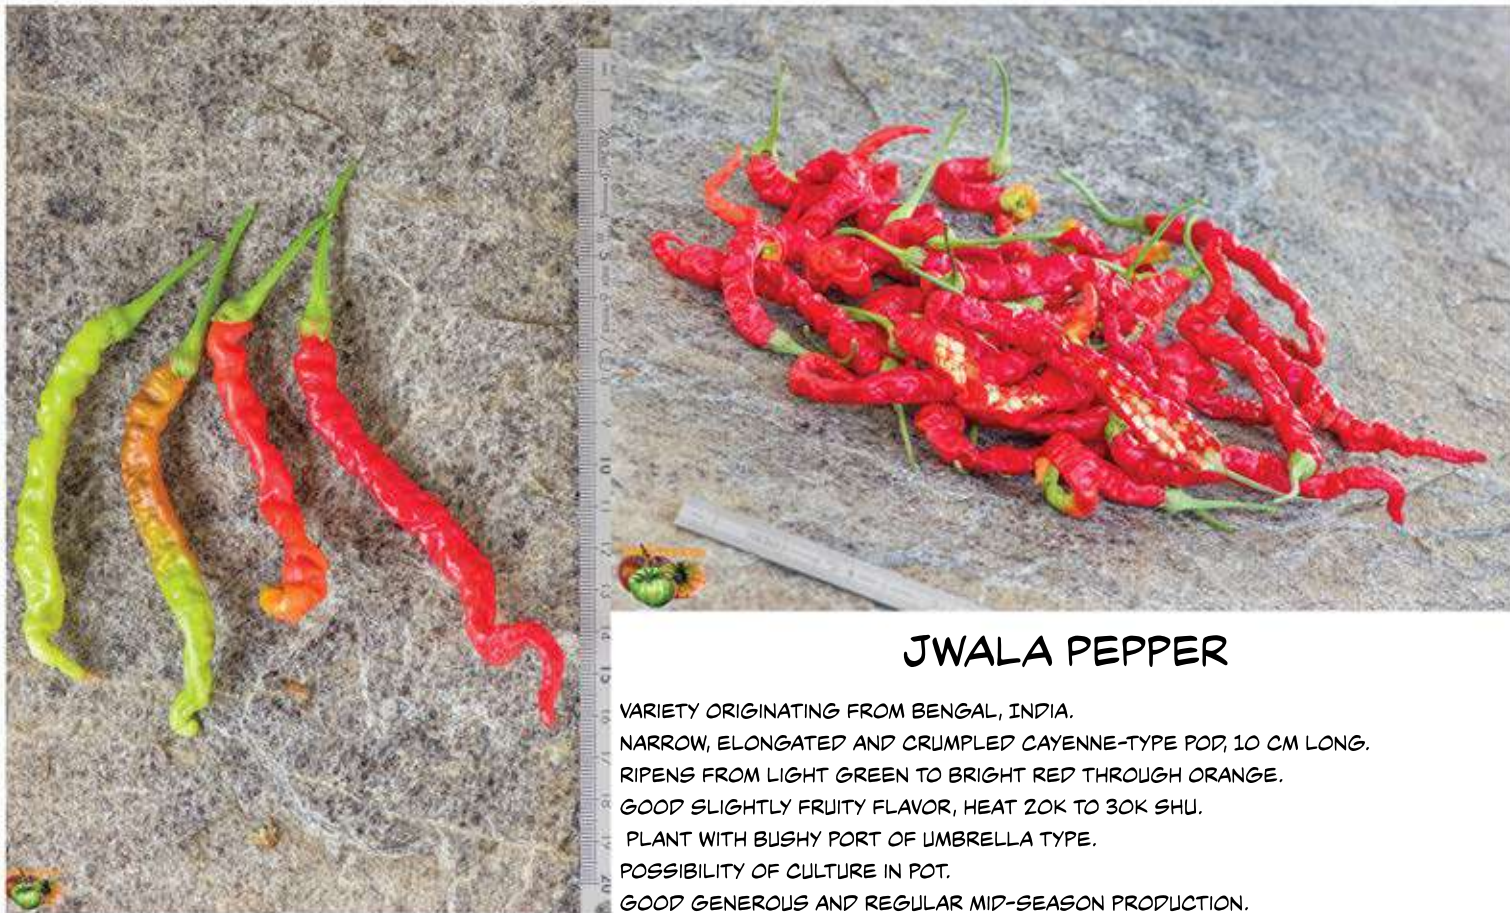 JWALA PEPPER
VARIETY ORIGINATING FROM BENGAL, INDIA.
NARROW, ELONGATED AND CRUMPLED CAYENNE-TYPE POD, 10 CM LONG.
RIPENS FROM LIGHT GREEN TO BRIGHT RED THROUGH ORANGE.
GOOD SLIGHTLY FRUITY FLAVOR, HEAT 20K TO 30K SHU.
PLANT WITH BUSHY PORT OF UMBRELLA TYPE.
POSSIBILITY OF CULTURE IN POT.
GOOD GENEROUS AND REGULAR MID-SEASON PRODUCTION.